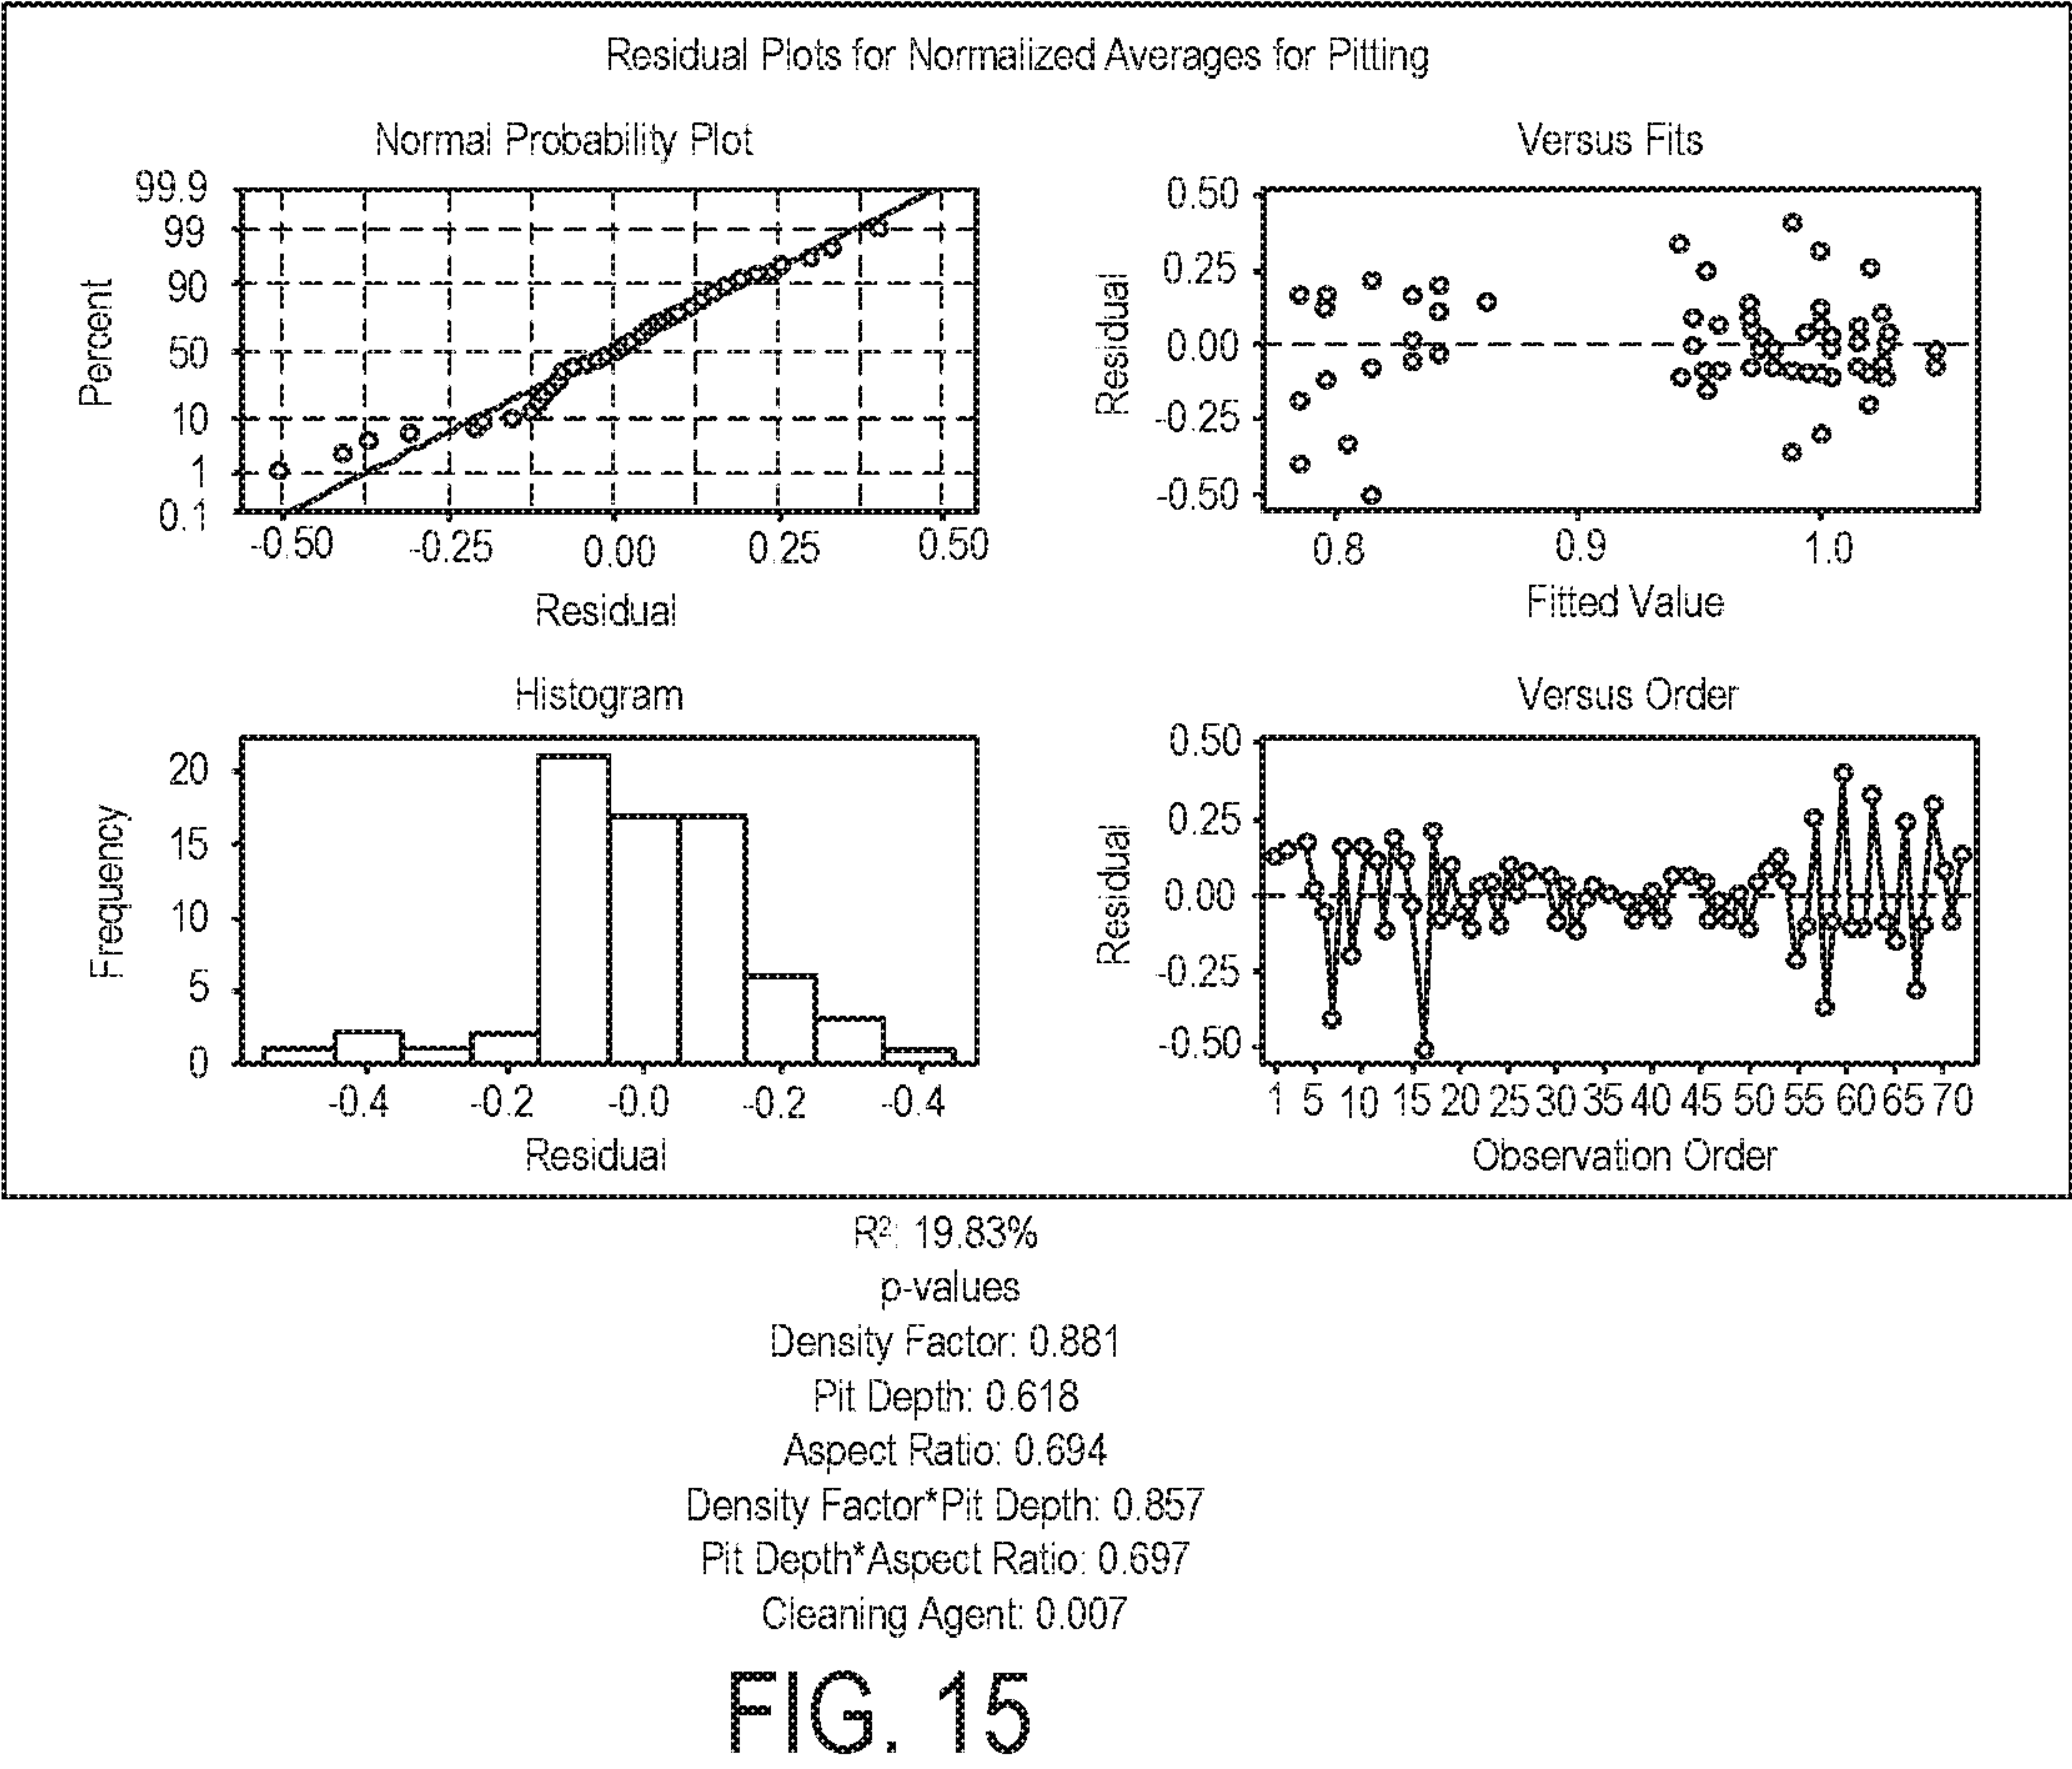 Residual Plots for Normalized Averages for Pitting
Normal Probability Plot
99.9
99
90
50
10
1
0.1
Percent
-0.50 -0.25 0.00 0.25 0.50
Residual
Versus Fits
0.50
0.25
0.00
-0.25
-0.50
Residual
0.8 0.9 1.0
Fitted Value
Histogram
20
15
10
5
0
Frequency
-0.4 -0.2 -0.0 -0.2 -0.4
Residual
Versus Order
0.50
0.25
0.00
-0.25
-0.50
Residual
1 5 10 15 20 25 30 35 40 45 50 55 60 65 70
Observation Order
R²: 19.83%
p-values
Density Factor: 0.881
Pit Depth: 0.618
Aspect Ratio: 0.694
Density Factor*Pit Depth: 0.857
Pit Depth*Aspect Ratio: 0.697
Cleaning Agent: 0.007
FIG. 15